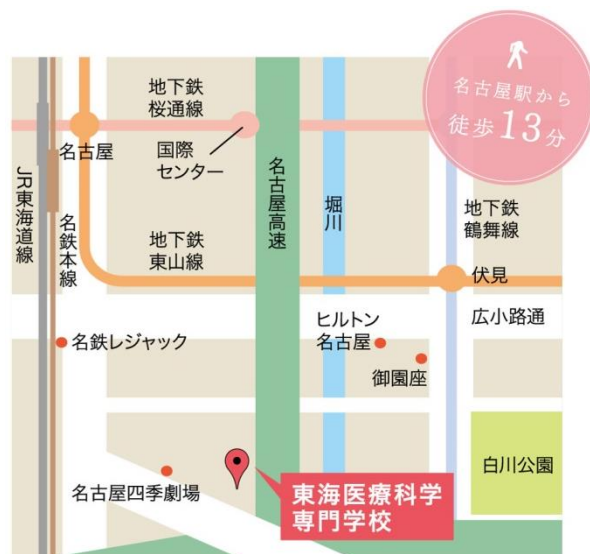 名古屋駅から
徒歩13分
地下鉄
桜通線
名古屋
国際
センター
JR東海道線
名鉄本線
地下鉄
東山線
名古屋高速
堀川
地下鉄
鶴舞線
伏見
広小路通
名鉄レジャック
ヒルトン
名古屋
御園座
名古屋四季劇場
東海医療科学
専門学校
白川公園